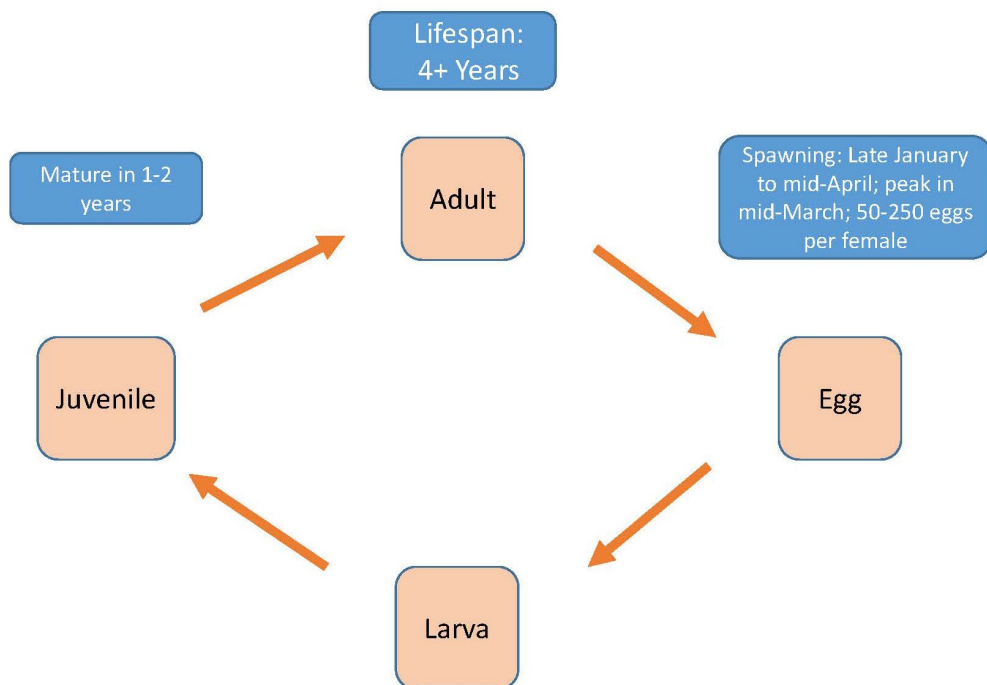 Lifespan:
4+ Years
Mature in 1-2
years
Adult
Spawning: Late January
to mid-April; peak in
mid-March; 50-250 eggs
per female
Juvenile
Egg
Larva